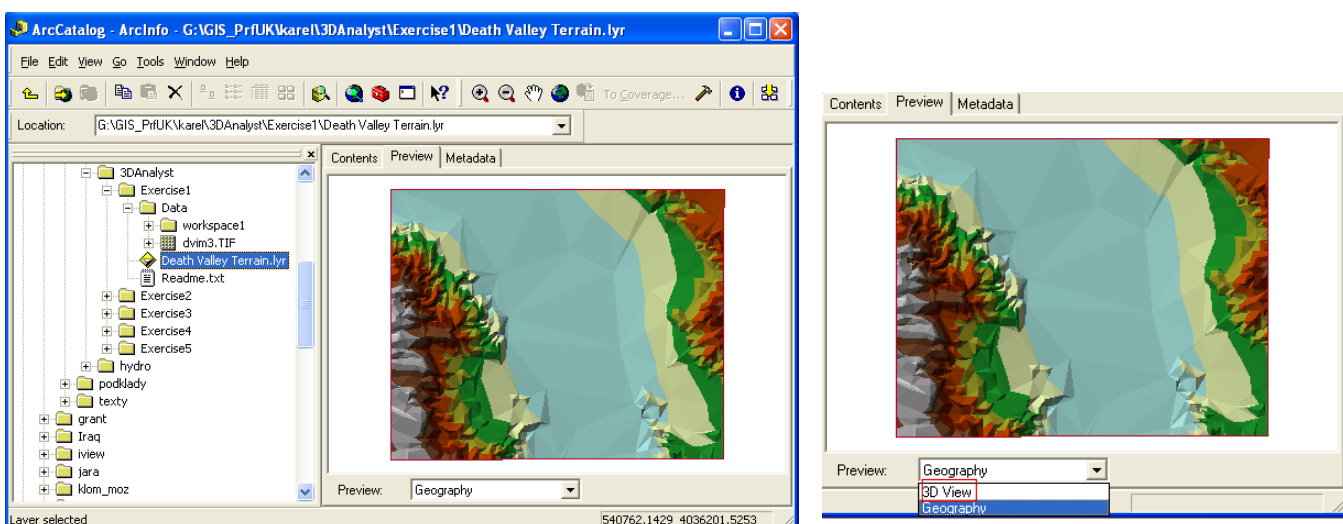 ArcCatalog - ArcInfo - G:\GIS_PrfUK\karel\3DAnalyst\Exercise1\Death Valley Terrain.lyr
File Edit View Go Tools Window Help
To Coverage...
Location: G:\GIS_PrfUK\karel\3DAnalyst\Exercise1\Death Valley Terrain.lyr
3DAnalyst
Exercise1
Data
workspace1
dvim3.TIF
Death Valley Terrain.lyr
Readme.txt
Exercise2
Exercise3
Exercise4
Exercise5
hydro
podklady
texty
grant
Iraq
iview
jara
klom_moz
Contents Preview Metadata
Preview: Geography
Layer selected 540762.1429 4036201.5253
Contents Preview Metadata
Preview: Geography
3D View
Geography